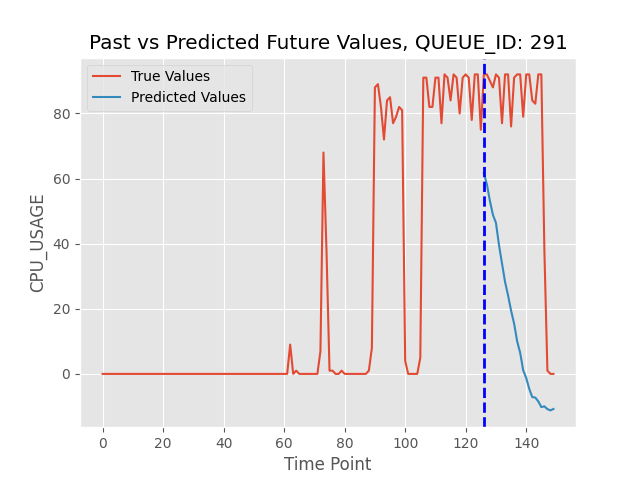 Past vs Predicted Future Values, QUEUE_ID: 291
True Values
Predicted Values
CPU_USAGE
80
60
40
20
0
0 20 40 60 80 100 120 140
Time Point